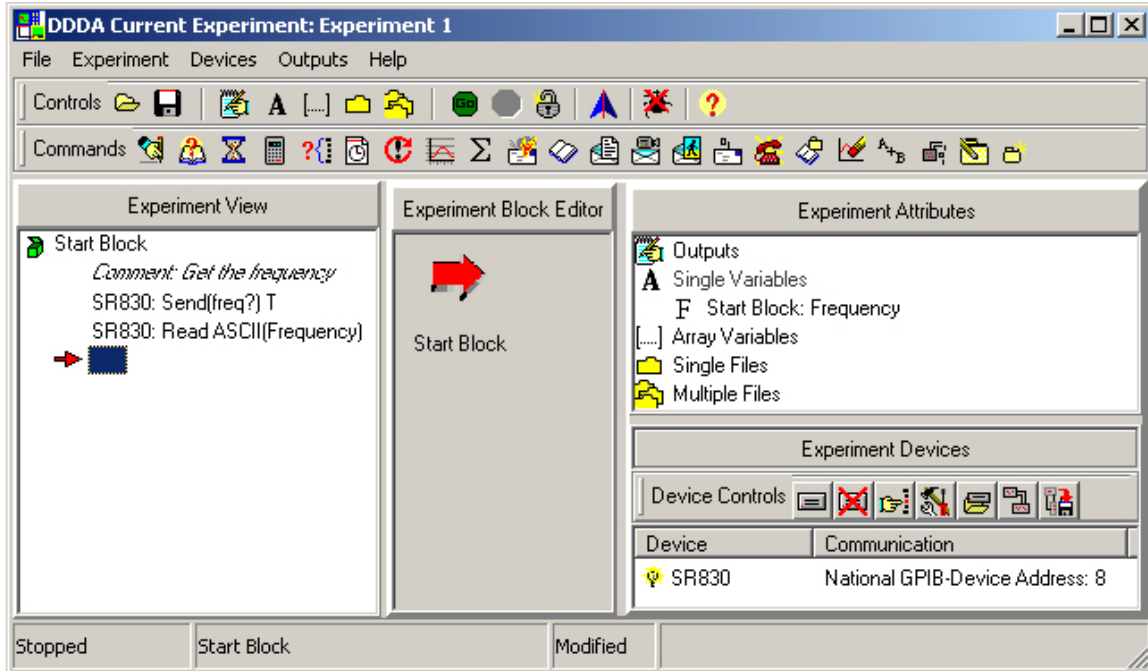 DDDA Current Experiment: Experiment 1
File Experiment Devices Outputs Help
Controls A [....] Go ?
Commands ?{ Σ A+B
Experiment View
Start Block
Comment: Get the frequency
SR830: Send(freq?) T
SR830: Read ASCII(Frequency)
Experiment Block Editor
Start Block
Experiment Attributes
Outputs
A Single Variables
F Start Block: Frequency
[....] Array Variables
Single Files
Multiple Files
Experiment Devices
Device Controls
Device Communication
SR830 National GPIB-Device Address: 8
Stopped Start Block Modified